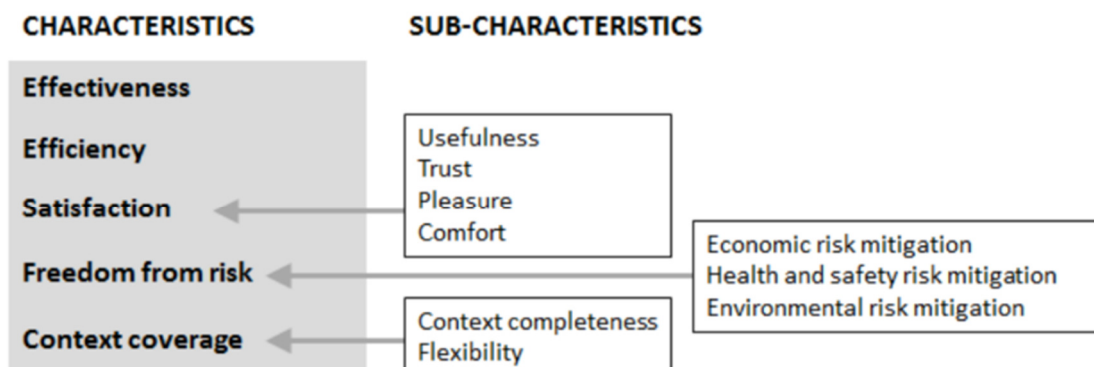 CHARACTERISTICS SUB-CHARACTERISTICS
Effectiveness
Efficiency
Satisfaction
Freedom from risk
Context coverage
Usefulness
Trust
Pleasure
Comfort
Economic risk mitigation
Health and safety risk mitigation
Environmental risk mitigation
Context completeness
Flexibility